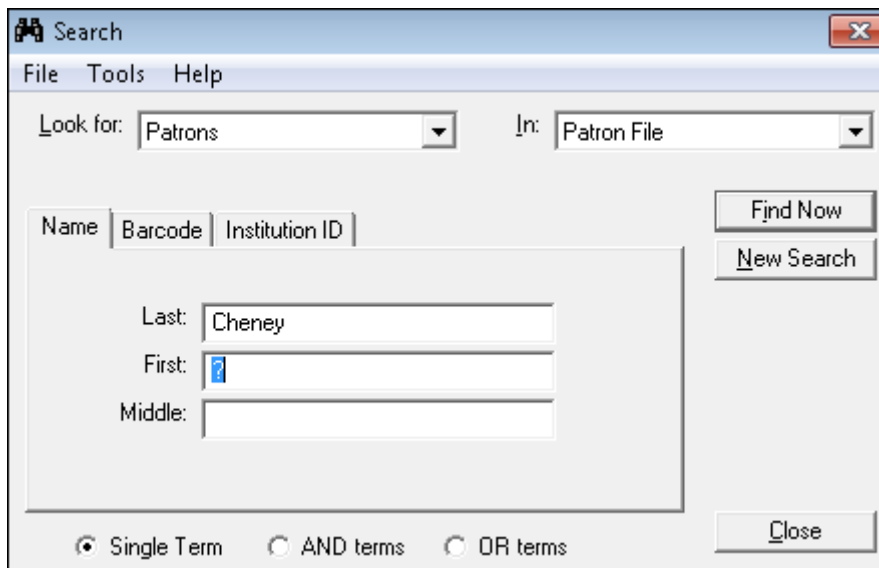 Search
File Tools Help
Look for: Patrons In: Patron File
Find Now
Name Barcode Institution ID
New Search
Last: Cheney
First: ?
Middle:
Close
Single Term AND terms OR terms